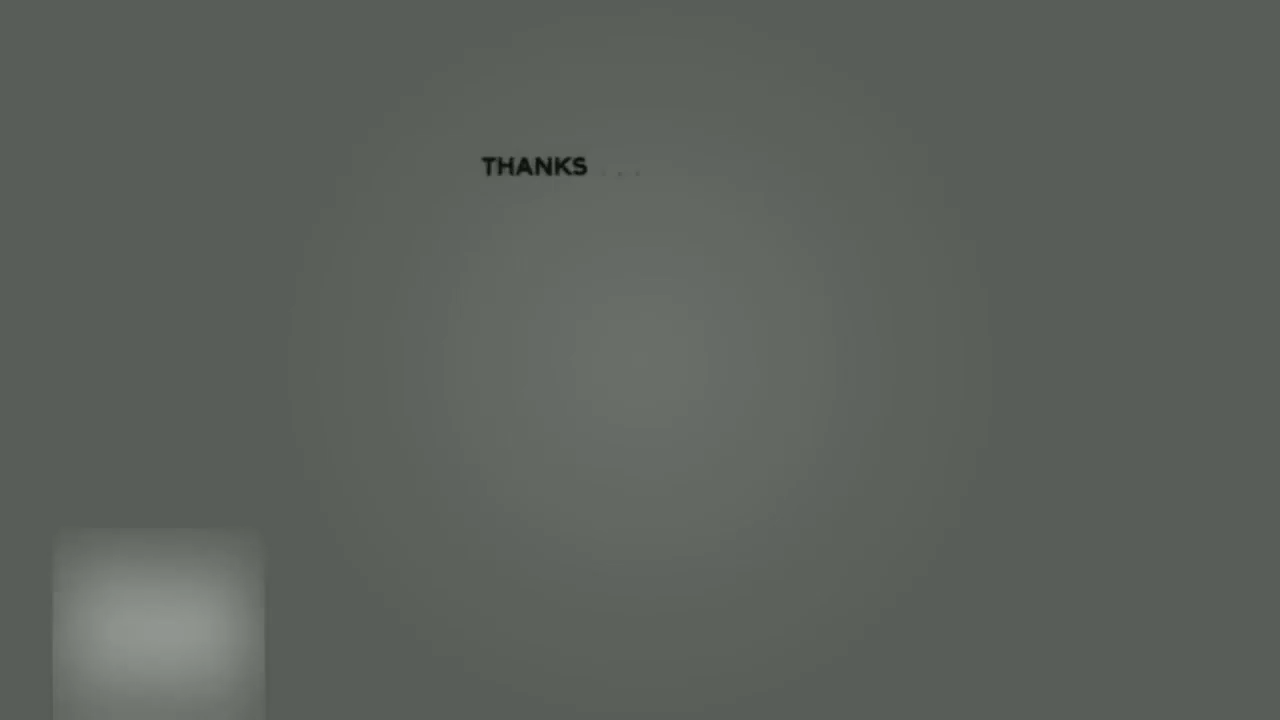 THANKS . . .